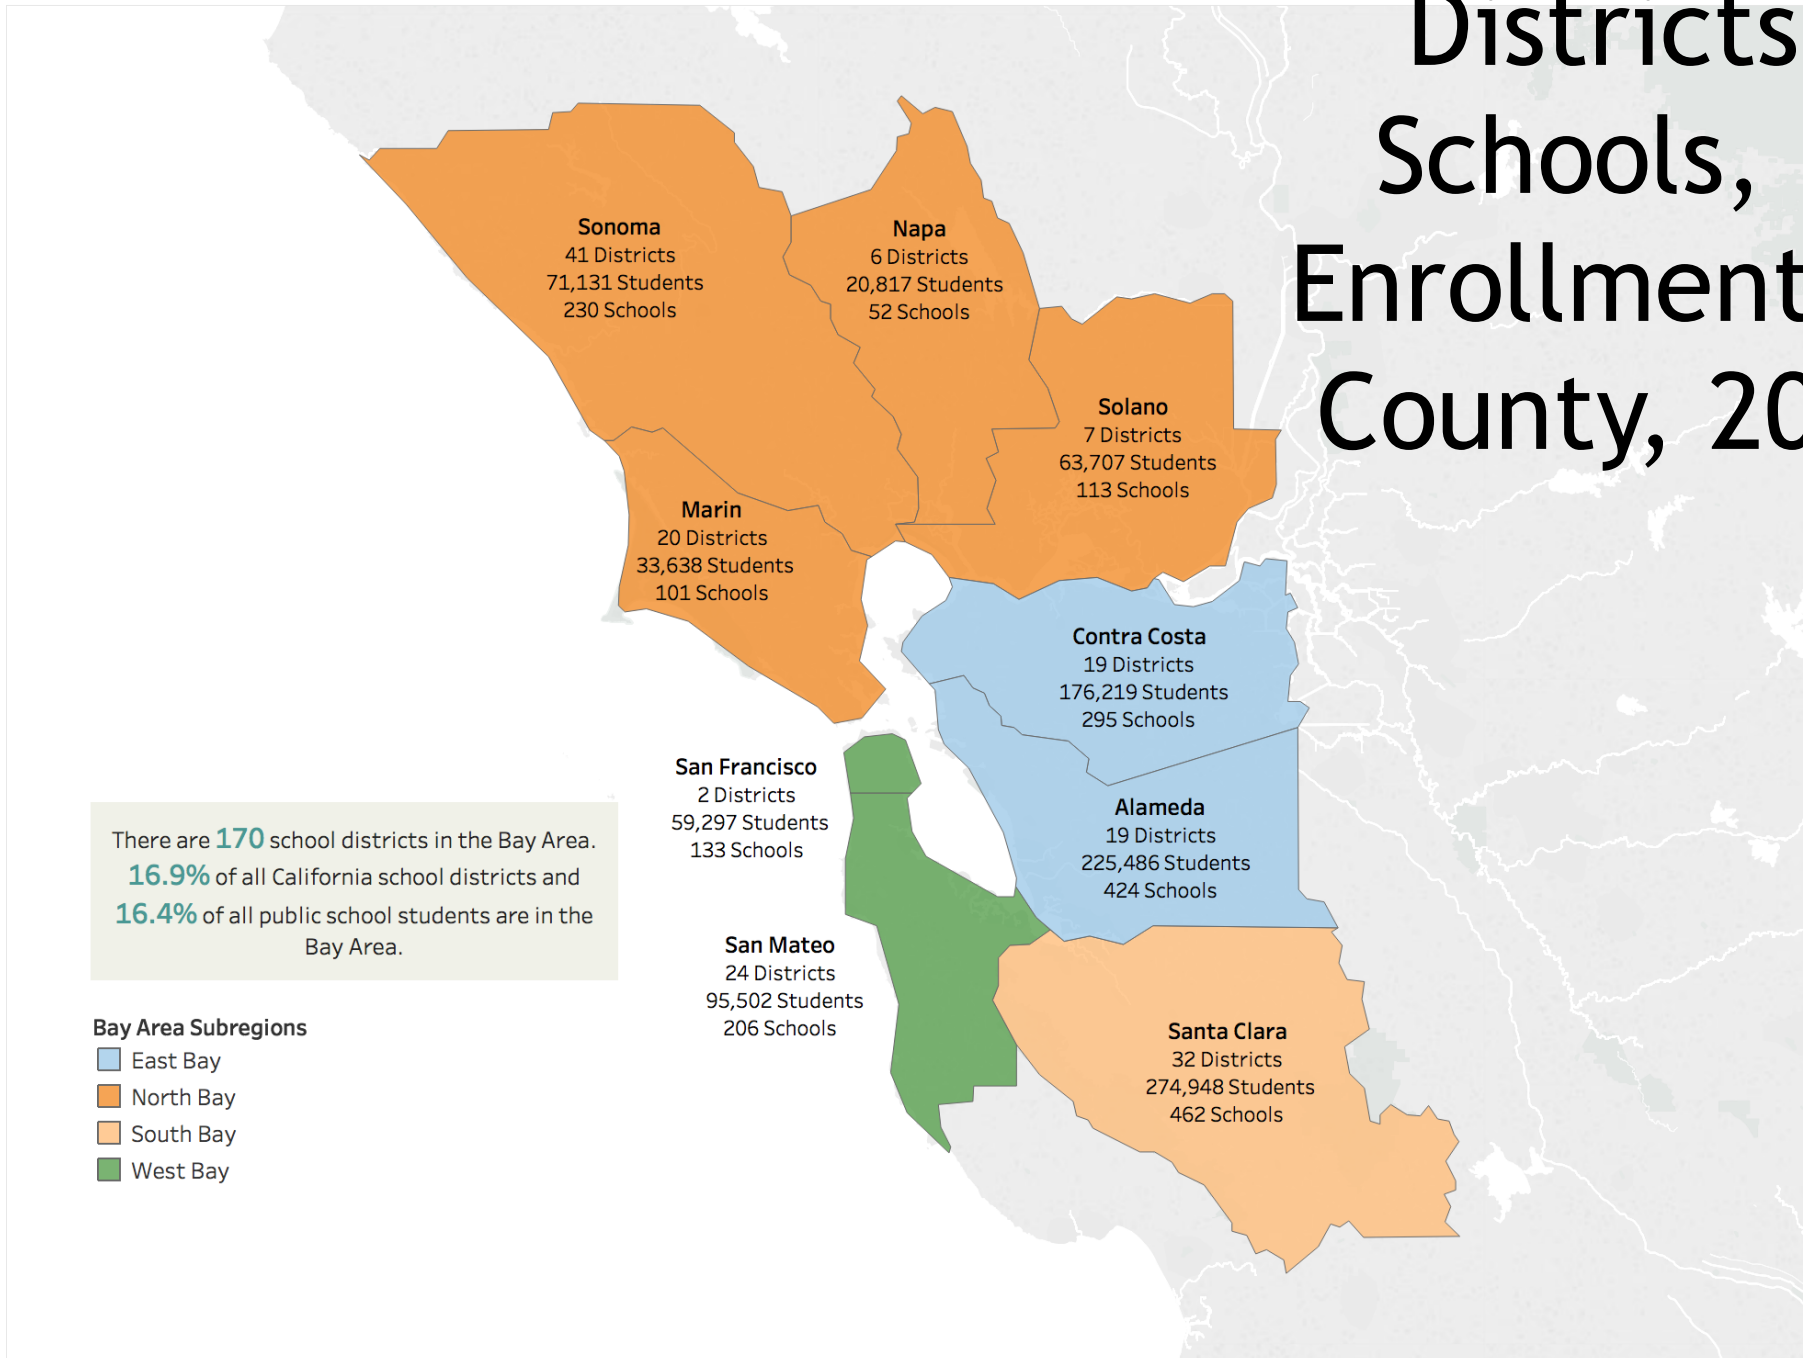 Districts
Schools,
Enrollment
County, 20
Sonoma
41 Districts
71,131 Students
230 Schools
Napa
6 Districts
20,817 Students
52 Schools
Solano
7 Districts
63,707 Students
113 Schools
Marin
20 Districts
33,638 Students
101 Schools
Contra Costa
19 Districts
176,219 Students
295 Schools
San Francisco
2 Districts
59,297 Students
133 Schools
Alameda
19 Districts
225,486 Students
424 Schools
There are 170 school districts in the Bay Area.
16.9% of all California school districts and
16.4% of all public school students are in the
Bay Area.
San Mateo
24 Districts
95,502 Students
206 Schools
Santa Clara
32 Districts
274,948 Students
462 Schools
Bay Area Subregions
East Bay
North Bay
South Bay
West Bay